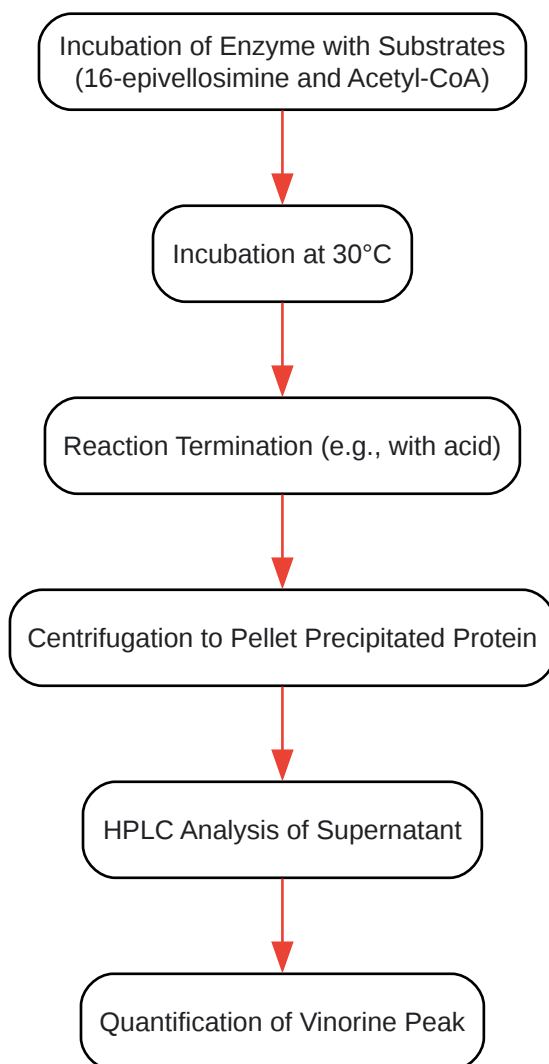 Incubation of Enzyme with Substrates
(16-epivellosimine and Acetyl-CoA)
Incubation at 30°C
Reaction Termination (e.g., with acid)
Centrifugation to Pellet Precipitated Protein
HPLC Analysis of Supernatant
Quantification of Vinorine Peak